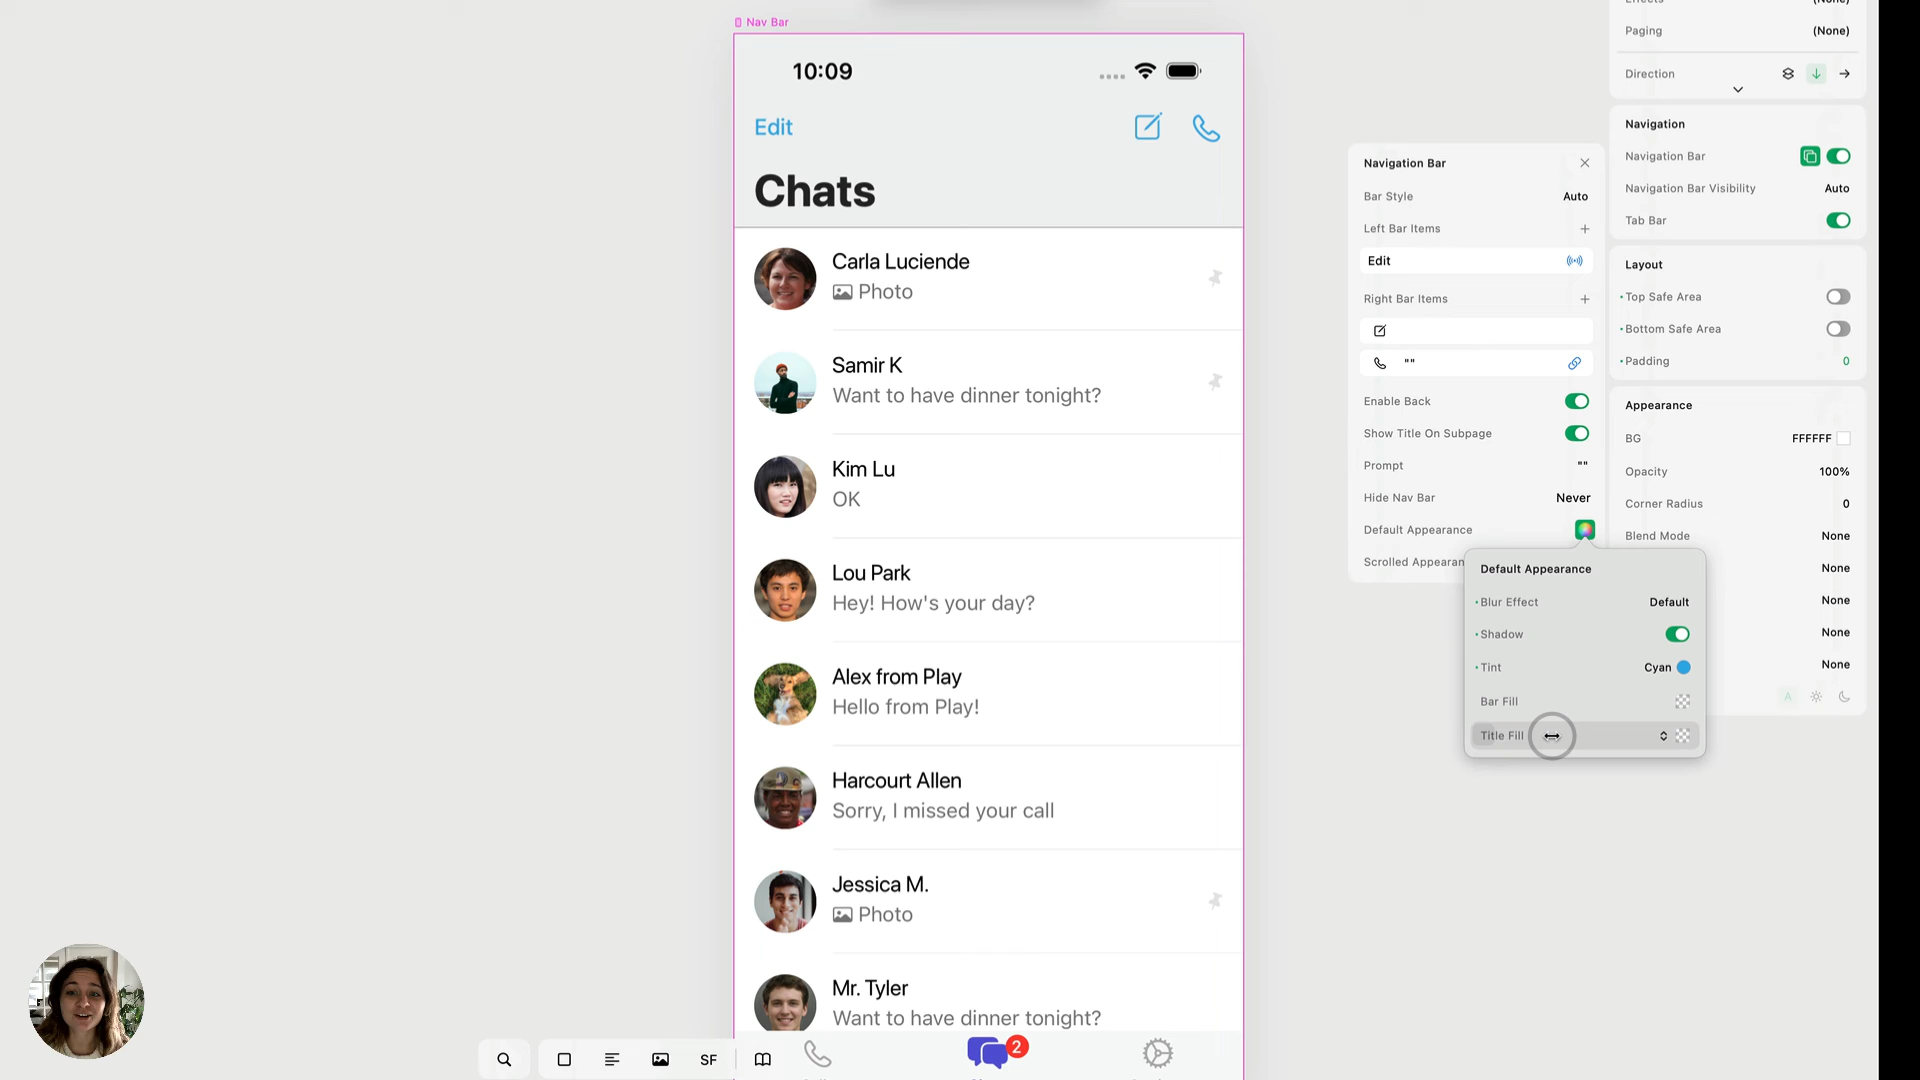 Nav Bar
10:09
Edit
Chats
Carla Luciende
Photo
Samir K
Want to have dinner tonight?
Kim Lu
OK
Lou Park
Hey! How's your day?
Alex from Play
Hello from Play!
Harcourt Allen
Sorry, I missed your call
Jessica M.
Photo
Mr. Tyler
Want to have dinner tonight?
2
SF
Navigation Bar
Bar Style Auto
Left Bar Items
Edit
Right Bar Items
""
Enable Back
Show Title On Subpage
Prompt ""
Hide Nav Bar Never
Default Appearance
Scrolled Appearan
Default Appearance
Blur Effect Default
Shadow
Tint Cyan
Bar Fill
Title Fill
Paging (None)
Direction
Navigation
Navigation Bar
Navigation Bar Visibility Auto
Tab Bar
Layout
Top Safe Area
Bottom Safe Area
Padding 0
Appearance
BG FFFFFF
Opacity 100%
Corner Radius 0
Blend Mode None
None
None
None
None
A